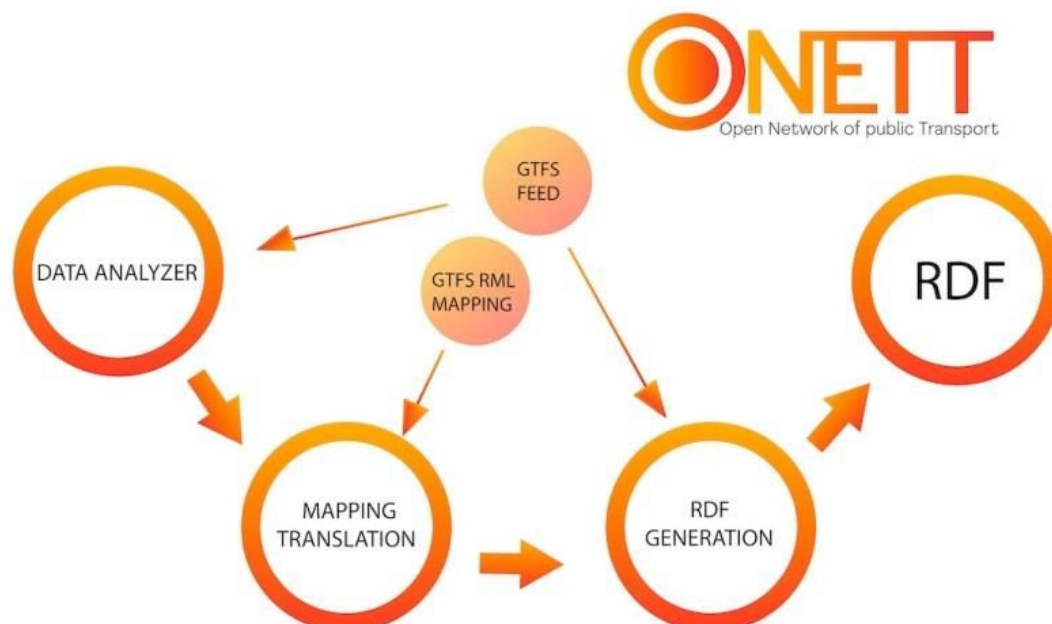 ONETT
Open Network of public Transport
GTFS
FEED
DATA ANALYZER
GTFS RML
MAPPING
RDF
MAPPING
TRANSLATION
RDF
GENERATION